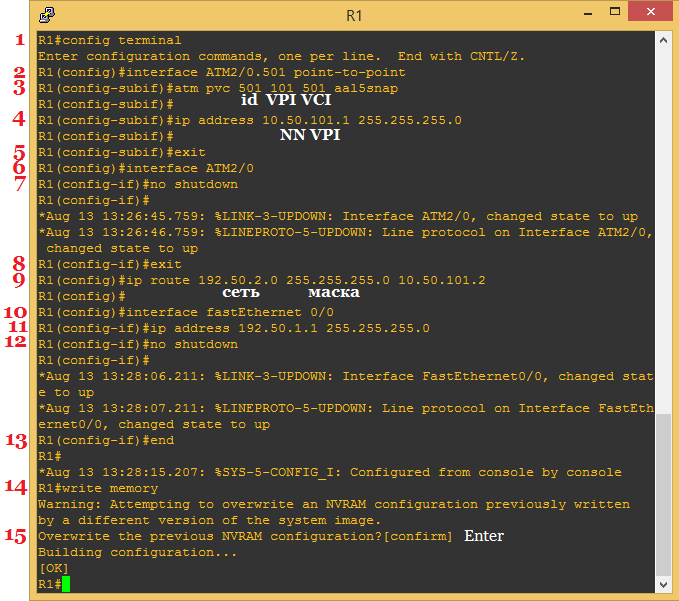 R1
1 R1#config terminal
Enter configuration commands, one per line.  End with CNTL/Z.
2 R1(config)#interface ATM2/0.501 point-to-point
3 R1(config-subif)#atm pvc 501 101 501 aal5snap
R1(config-subif)# id VPI VCI
4 R1(config-subif)#ip address 10.50.101.1 255.255.255.0
R1(config-subif)# NN VPI
5 R1(config-subif)#exit
6 R1(config)#interface ATM2/0
7 R1(config-if)#no shutdown
R1(config-if)#
*Aug 13 13:26:45.759: %LINK-3-UPDOWN: Interface ATM2/0, changed state to up
*Aug 13 13:26:46.759: %LINEPROTO-5-UPDOWN: Line protocol on Interface ATM2/0,
changed state to up
8 R1(config-if)#exit
9 R1(config)#ip route 192.50.2.0 255.255.255.0 10.50.101.2
R1(config)# сеть маска
10 R1(config)#interface fastEthernet 0/0
11 R1(config-if)#ip address 192.50.1.1 255.255.255.0
12 R1(config-if)#no shutdown
R1(config-if)#
*Aug 13 13:28:06.211: %LINK-3-UPDOWN: Interface FastEthernet0/0, changed stat
e to up
*Aug 13 13:28:07.211: %LINEPROTO-5-UPDOWN: Line protocol on Interface FastEth
ernet0/0, changed state to up
13 R1(config-if)#end
R1#
*Aug 13 13:28:15.207: %SYS-5-CONFIG_I: Configured from console by console
14 R1#write memory
Warning: Attempting to overwrite an NVRAM configuration previously written
by a different version of the system image.
15 Overwrite the previous NVRAM configuration?[confirm] Enter
Building configuration...
[OK]
R1#